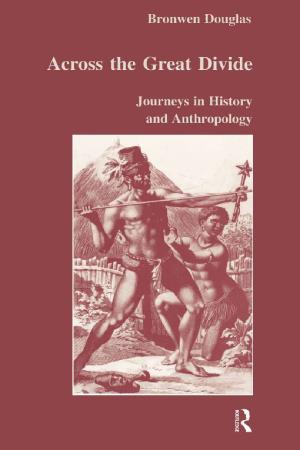 Bronwen Douglas
Across the Great Divide
Journeys in History
and Anthropology
ROUTLEDGE